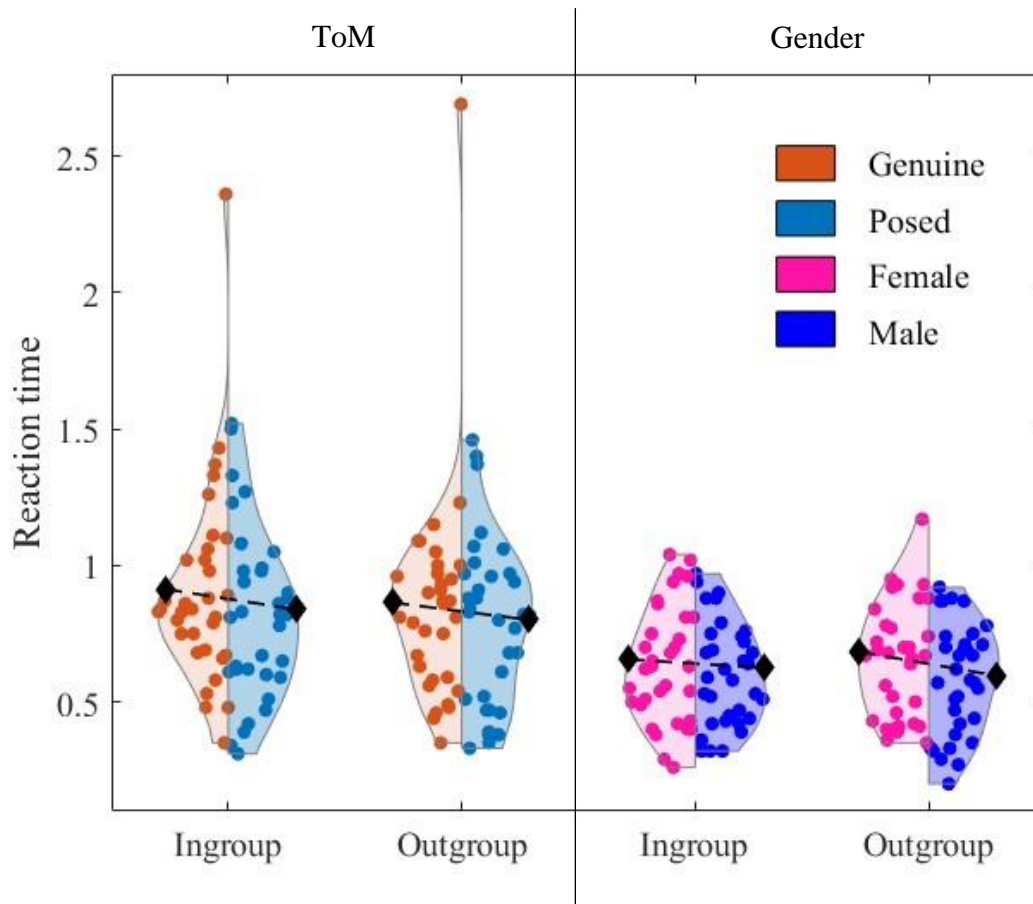 ToM
Gender
Reaction time
2.5
2
1.5
1
0.5
Genuine
Posed
Female
Male
Ingroup
Outgroup
Ingroup
Outgroup